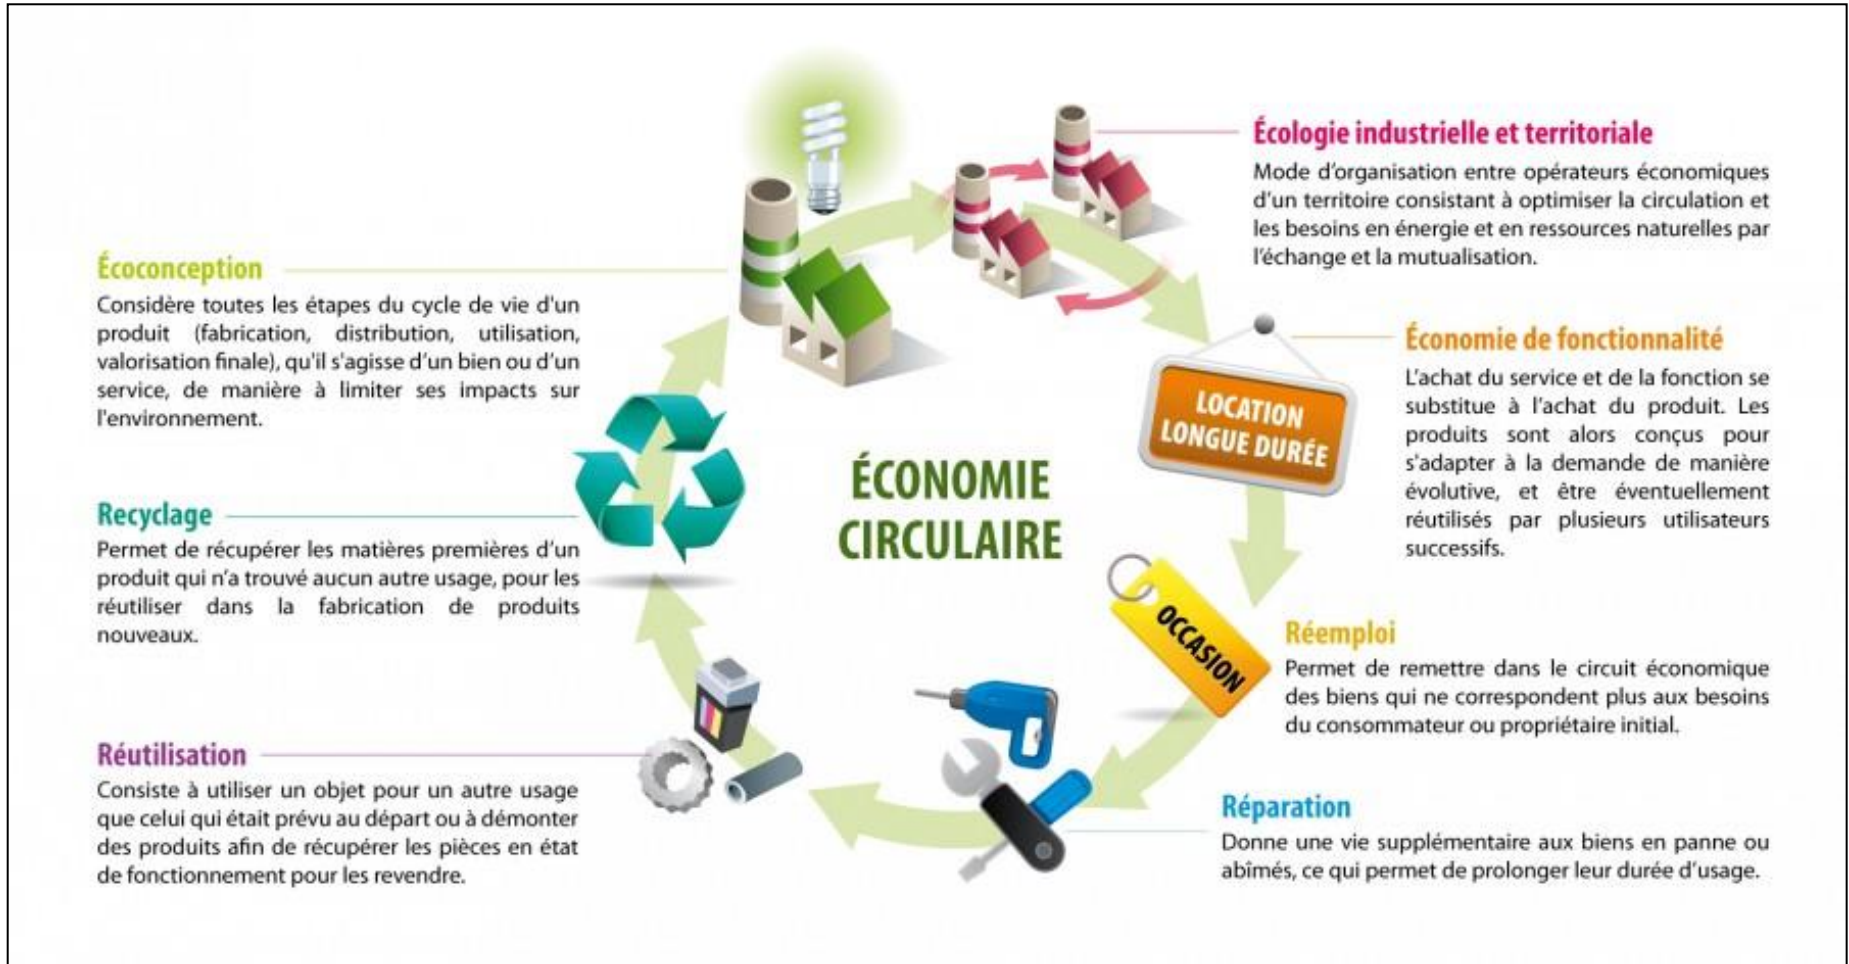 Écologie industrielle et territoriale
Mode d'organisation entre opérateurs économiques
d'un territoire consistant à optimiser la circulation et
les besoins en énergie et en ressources naturelles par
l'échange et la mutualisation.
Écoconception
Considère toutes les étapes du cycle de vie d'un
produit (fabrication, distribution, utilisation,
valorisation finale), qu'il s'agisse d'un bien ou d'un
service, de manière à limiter ses impacts sur
l'environnement.
Économie de fonctionnalité
L'achat du service et de la fonction se
substitue à l'achat du produit. Les
produits sont alors conçus pour
s'adapter à la demande de manière
évolutive, et être éventuellement
réutilisés par plusieurs utilisateurs
successifs.
LOCATION
LONGUE DURÉE
ÉCONOMIE
CIRCULAIRE
Recyclage
Permet de récupérer les matières premières d'un
produit qui n'a trouvé aucun autre usage, pour les
réutiliser dans la fabrication de produits
nouveaux.
OCCASION
Réemploi
Permet de remettre dans le circuit économique
des biens qui ne correspondent plus aux besoins
du consommateur ou propriétaire initial.
Réutilisation
Consiste à utiliser un objet pour un autre usage
que celui qui était prévu au départ ou à démonter
des produits afin de récupérer les pièces en état
de fonctionnement pour les revendre.
Réparation
Donne une vie supplémentaire aux biens en panne ou
abîmés, ce qui permet de prolonger leur durée d'usage.